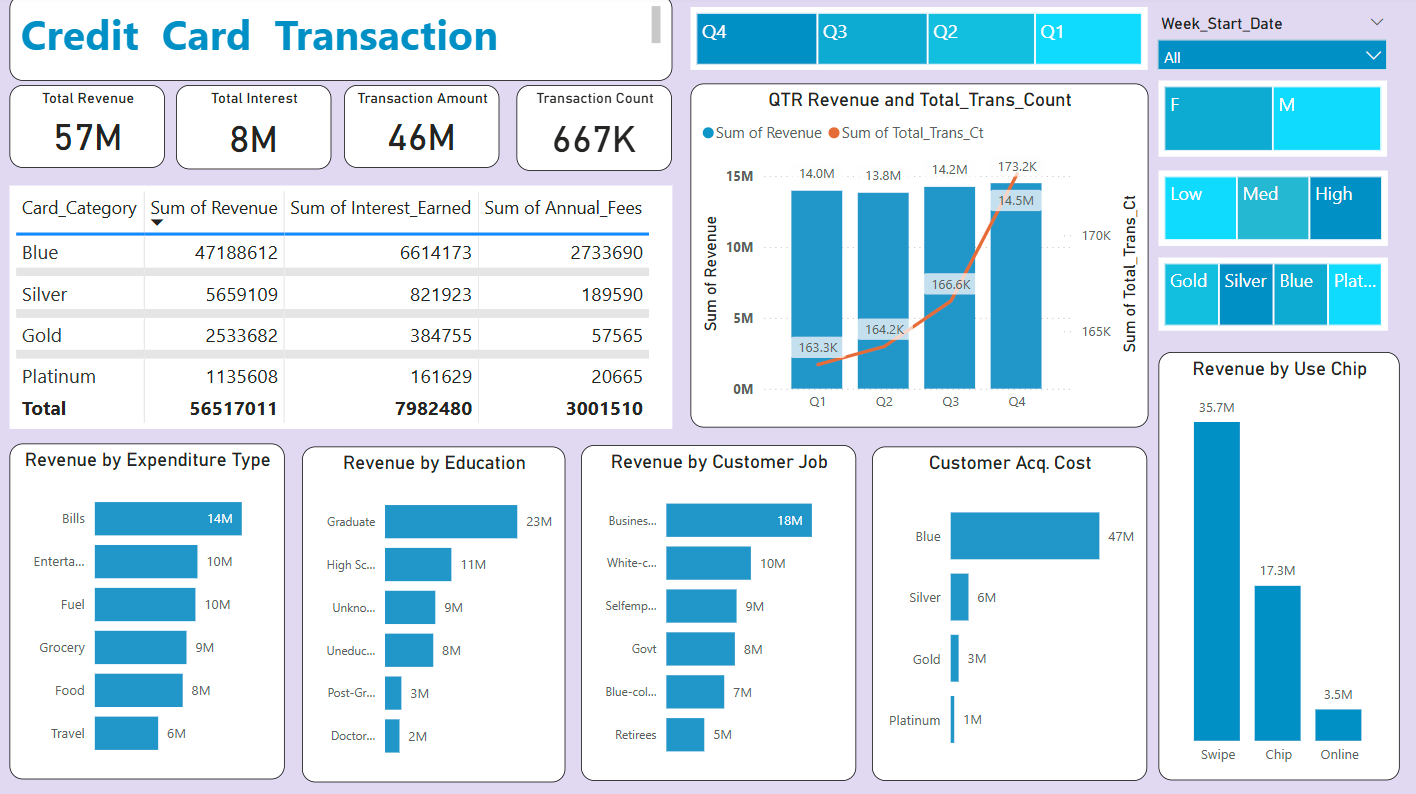 Credit Card Transaction
Q4 Q3 Q2 Q1
Week_Start_Date
All
Total Revenue
57M
Total Interest
8M
Transaction Amount
46M
Transaction Count
667K
F M
Low Med High
Gold Silver Blue Plat...
Card_Category Sum of Revenue Sum of Interest_Earned Sum of Annual_Fees
Blue 47188612 6614173 2733690
Silver 5659109 821923 189590
Gold 2533682 384755 57565
Platinum 1135608 161629 20665
Total 56517011 7982480 3001510
QTR Revenue and Total_Trans_Count
Sum of Revenue Sum of Total_Trans_Ct
Sum of Revenue
15M
10M
5M
0M
14.0M 13.8M 14.2M 14.5M
163.3K 164.2K 166.6K 173.2K
Q1 Q2 Q3 Q4
170K
165K
Sum of Total_Trans_Ct
Revenue by Expenditure Type
Bills 14M
Enterta... 10M
Fuel 10M
Grocery 9M
Food 8M
Travel 6M
Revenue by Education
Graduate 23M
High Sc... 11M
Unkno... 9M
Uneduc... 8M
Post-Gr... 3M
Doctor... 2M
Revenue by Customer Job
Busines... 18M
White-c... 10M
Selfemp... 9M
Govt 8M
Blue-col... 7M
Retirees 5M
Customer Acq. Cost
Blue 47M
Silver 6M
Gold 3M
Platinum 1M
Revenue by Use Chip
35.7M 17.3M 3.5M
Swipe Chip Online